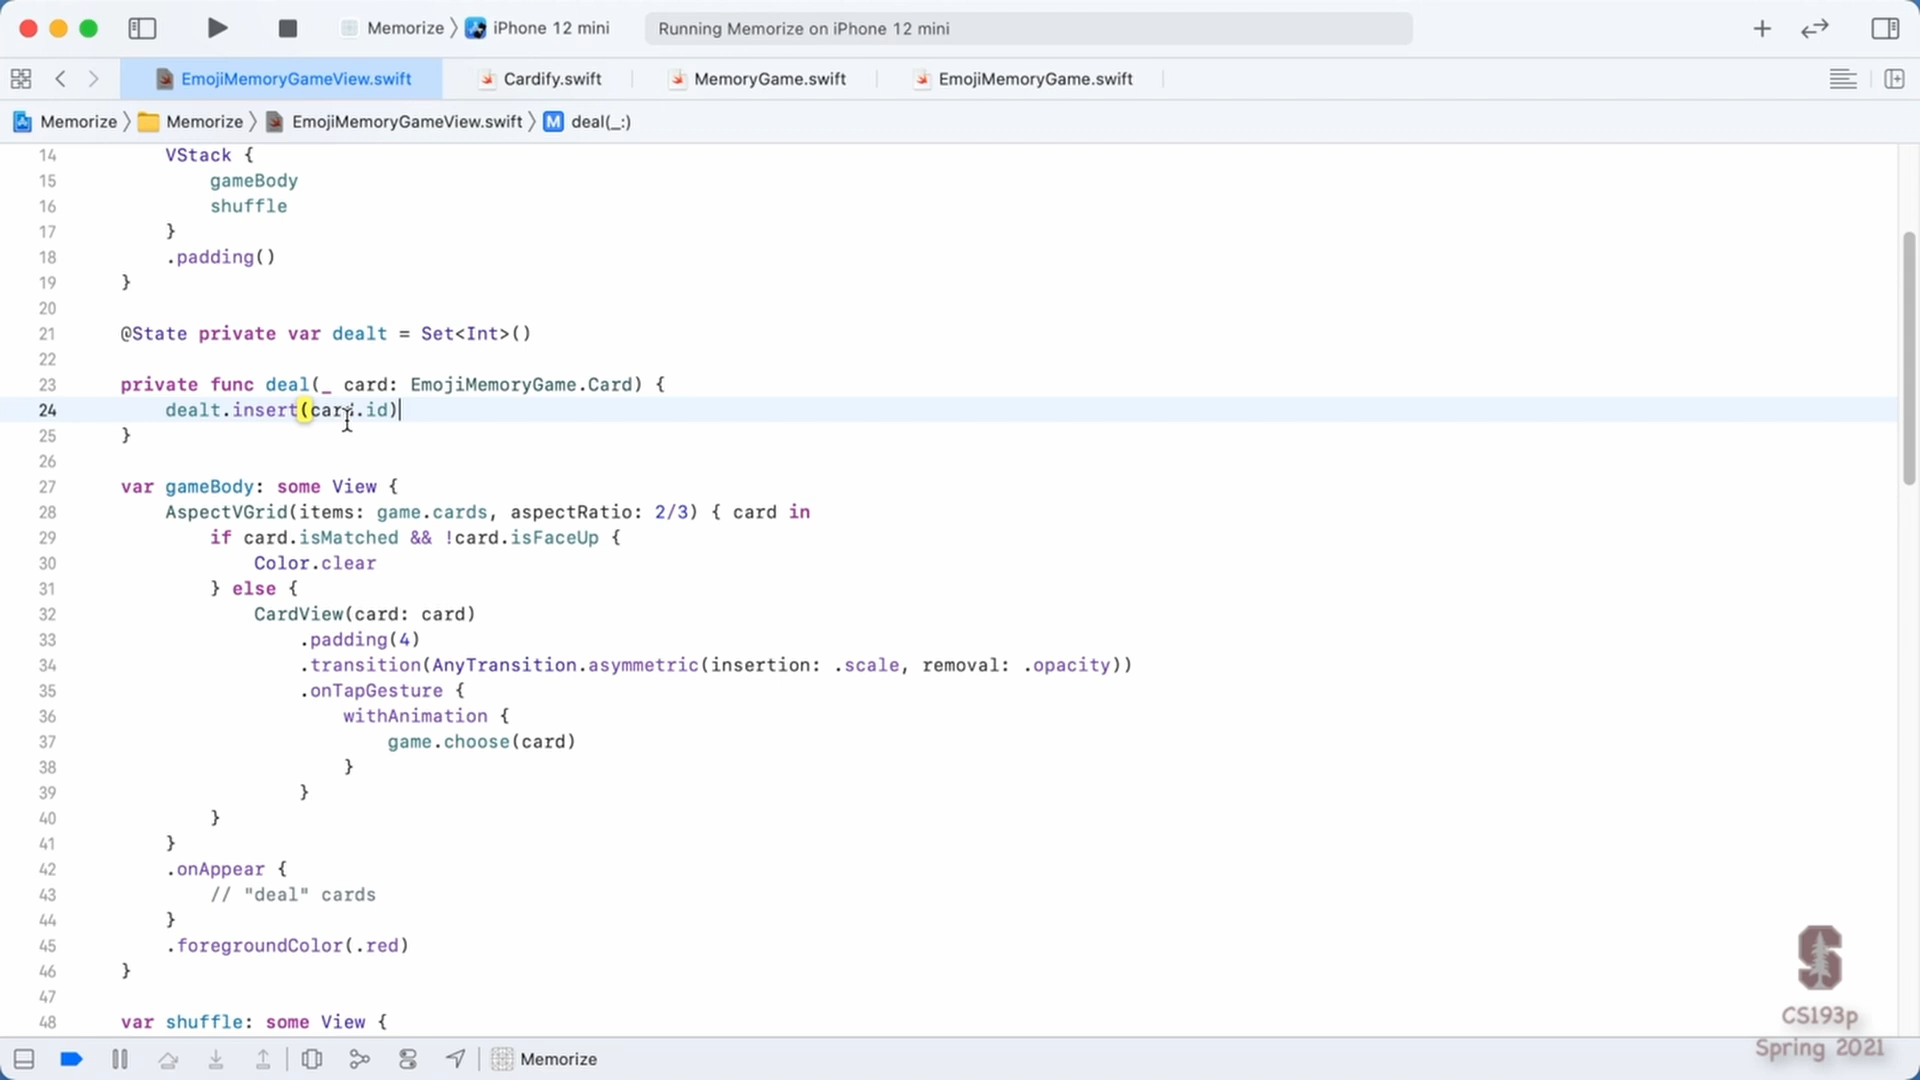 Memorize 〉 iPhone 12 mini
Running Memorize on iPhone 12 mini
EmojiMemoryGameView.swift
Cardify.swift
MemoryGame.swift
EmojiMemoryGame.swift
Memorize 〉 Memorize 〉 EmojiMemoryGameView.swift 〉 M deal(_:)
14 VStack {
15 gameBody
16 shuffle
17 }
18 .padding()
19 }
20
21 @State private var dealt = Set<Int>()
22
23 private func deal(_ card: EmojiMemoryGame.Card) {
24 dealt.insert(card.id)
25 }
26
27 var gameBody: some View {
28 AspectVGrid(items: game.cards, aspectRatio: 2/3) { card in
29 if card.isMatched && !card.isFaceUp {
30 Color.clear
31 } else {
32 CardView(card: card)
33 .padding(4)
34 .transition(AnyTransition.asymmetric(insertion: .scale, removal: .opacity))
35 .onTapGesture {
36 withAnimation {
37 game.choose(card)
38 }
39 }
40 }
41 }
42 .onAppear {
43 // "deal" cards
44 }
45 .foregroundColor(.red)
46 }
47
48 var shuffle: some View {
S
CS193p
Spring 2021
Memorize